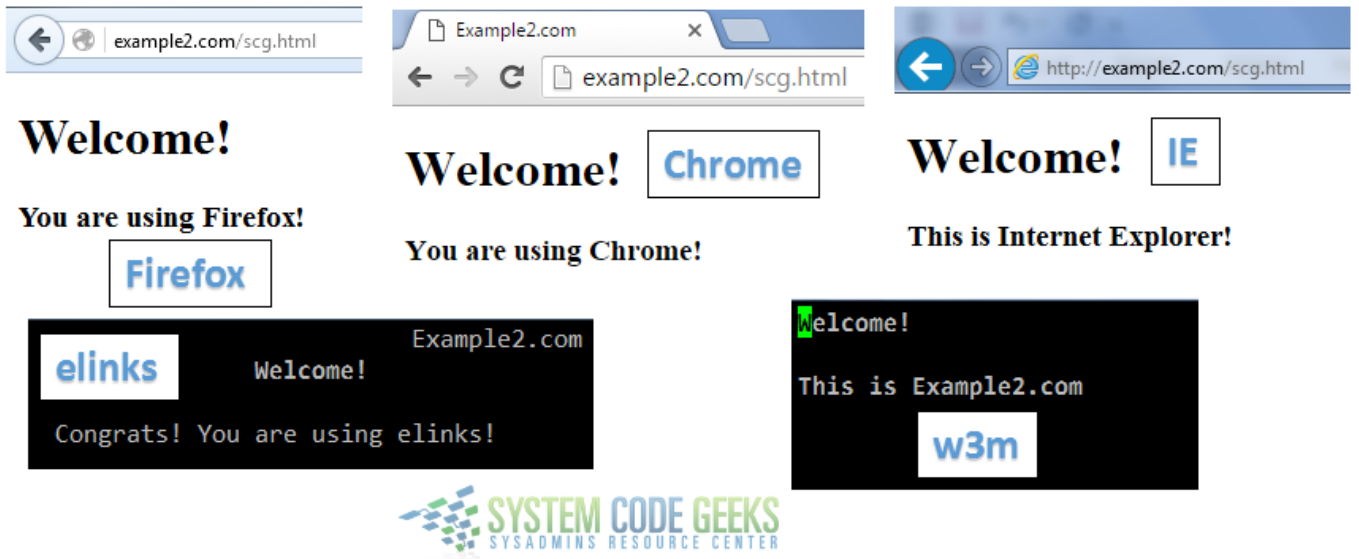 example2.com/scg.html
Welcome!
You are using Firefox!
Firefox
Example2.com
example2.com/scg.html
Welcome!
Chrome
You are using Chrome!
http://example2.com/scg.html
Welcome!
IE
This is Internet Explorer!
Example2.com
elinks
Welcome!
Congrats! You are using elinks!
Welcome!
This is Example2.com
w3m
SYSTEM CODE GEEKS
SYSADMINS RESOURCE CENTER